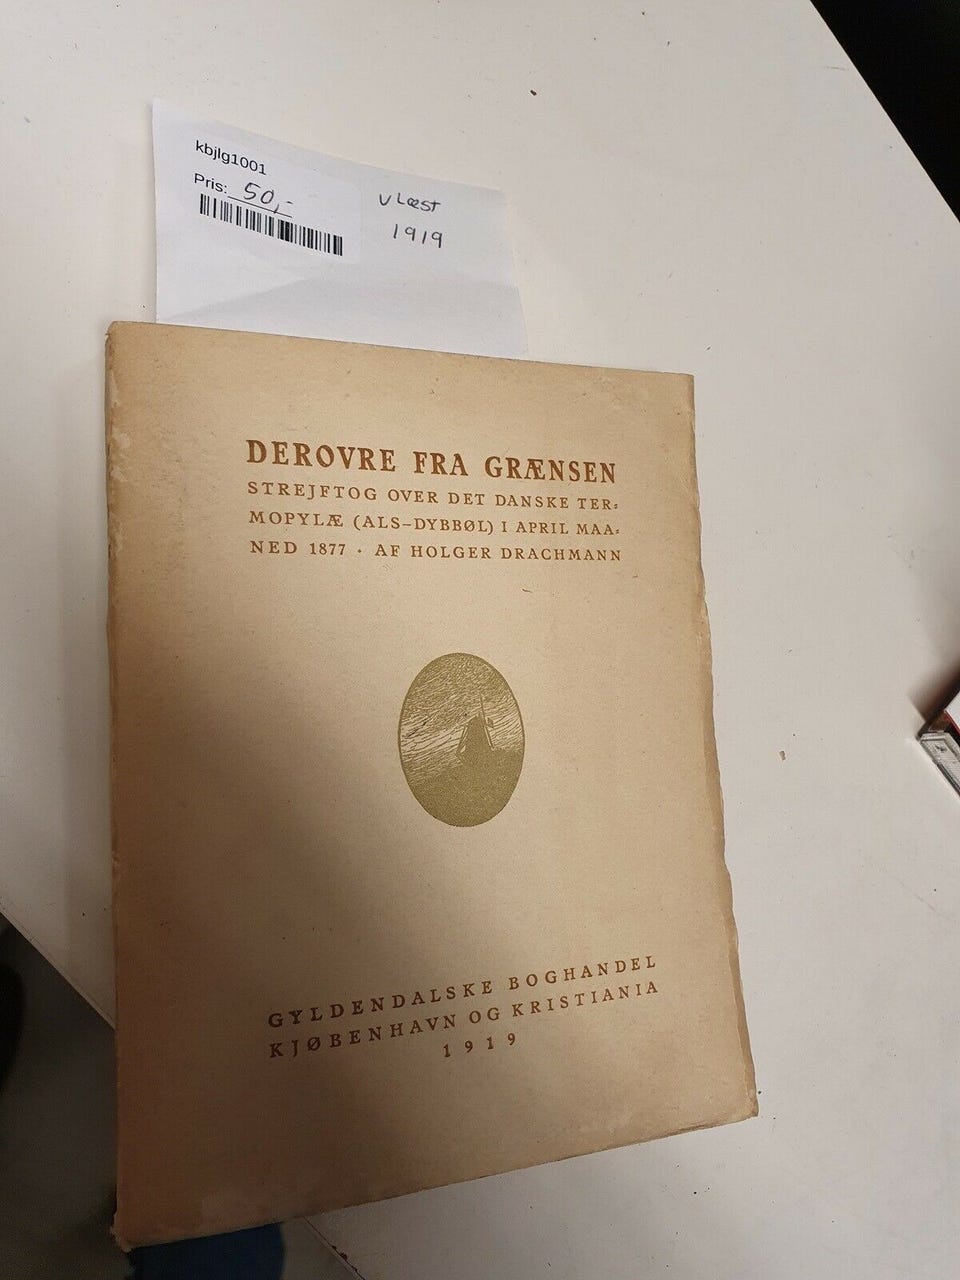 kbjlg1001
Pris: 50,-
v Læst
1919
DEROVRE FRA GRÆNSEN
STREJFTOG OVER DET DANSKE TER=
MOPYLÆ (ALS-DYBBØL) I APRIL MAA=
NED 1877 · AF HOLGER DRACHMANN
GYLDENDALSKE BOGHANDEL
KJØBENHAVN OG KRISTIANIA
1919